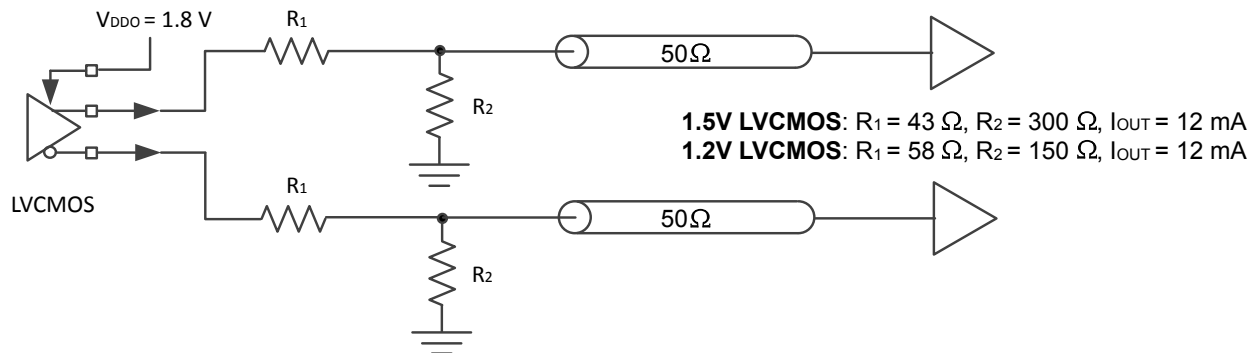 VDDO = 1.8 V
R1
50Ω
R2
1.5V LVCMOS: R1 = 43 Ω, R2 = 300 Ω, IOUT = 12 mA
1.2V LVCMOS: R1 = 58 Ω, R2 = 150 Ω, IOUT = 12 mA
LVCMOS
R1
50Ω
R2